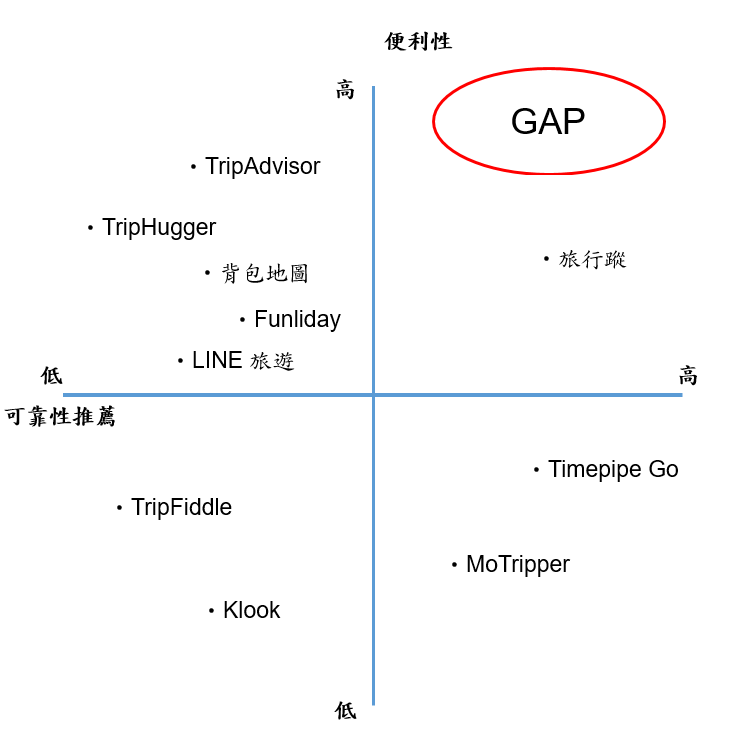 便利性
高
GAP
・TripAdvisor
・TripHugger
・旅行蹤
・背包地圖
・Funliday
・LINE 旅遊
低
高
可靠性推薦
・Timepipe Go
・TripFiddle
・MoTripper
・Klook
低